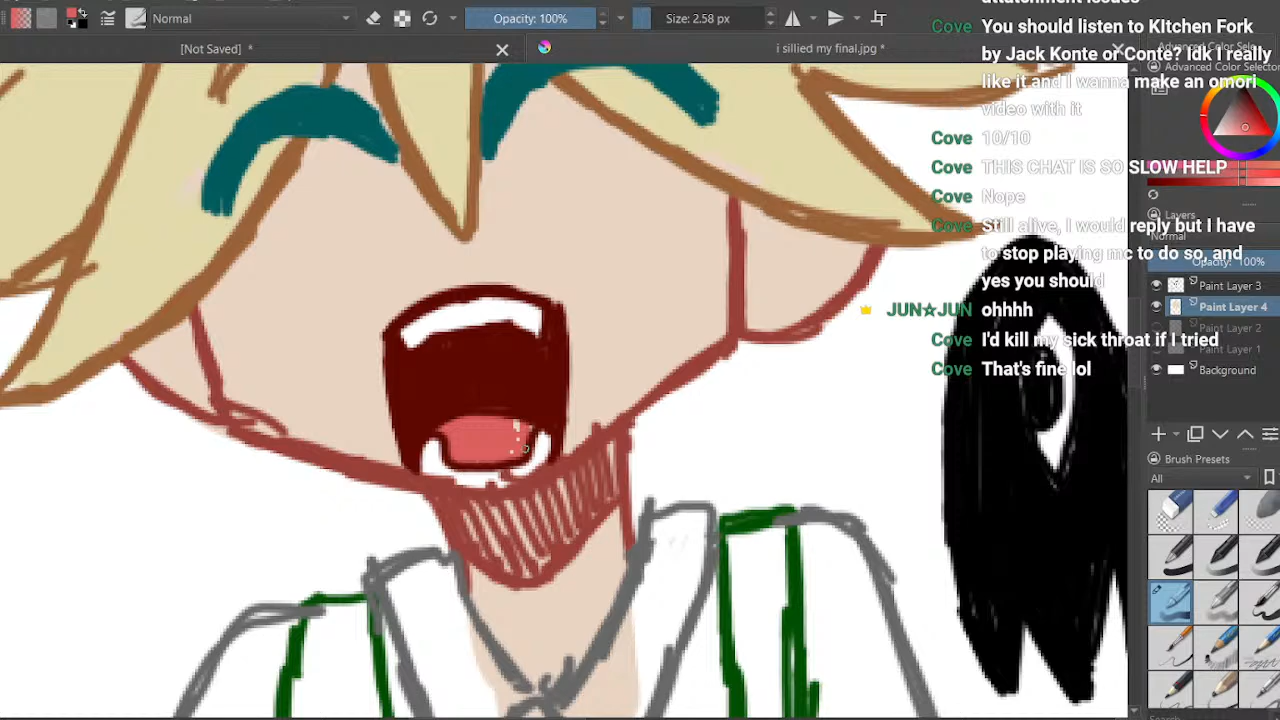 Normal
Opacity: 100%
Size: 2.58 px
[Not Saved] *
i sillied my final.jpg *
Advanced Color Selector
Layers
Normal
Opacity: 100%
Paint Layer 3
Paint Layer 4
Paint Layer 2
Paint Layer 1
Background
Brush Presets
All
Cove You should listen to KItchen Fork
by Jack Konte or Conte? Idk I really
like it and I wanna make an omori
video with it
Cove 10/10
Cove THIS CHAT IS SO SLOW HELP
Cove Nope
Cove Still alive, I would reply but I have
to stop playing mc to do so, and
yes you should
JUN☆JUN ohhhh
Cove I'd kill my sick throat if I tried
Cove That's fine lol